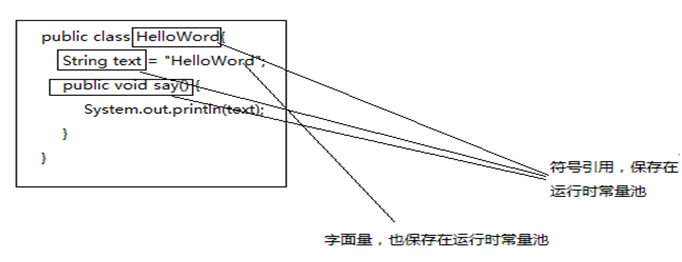 public class HelloWord{
String text = "HelloWord";
public void say() {
System.out.println(text);
}
}
符号引用，保存在
运行时常量池
字面量，也保存在运行时常量池